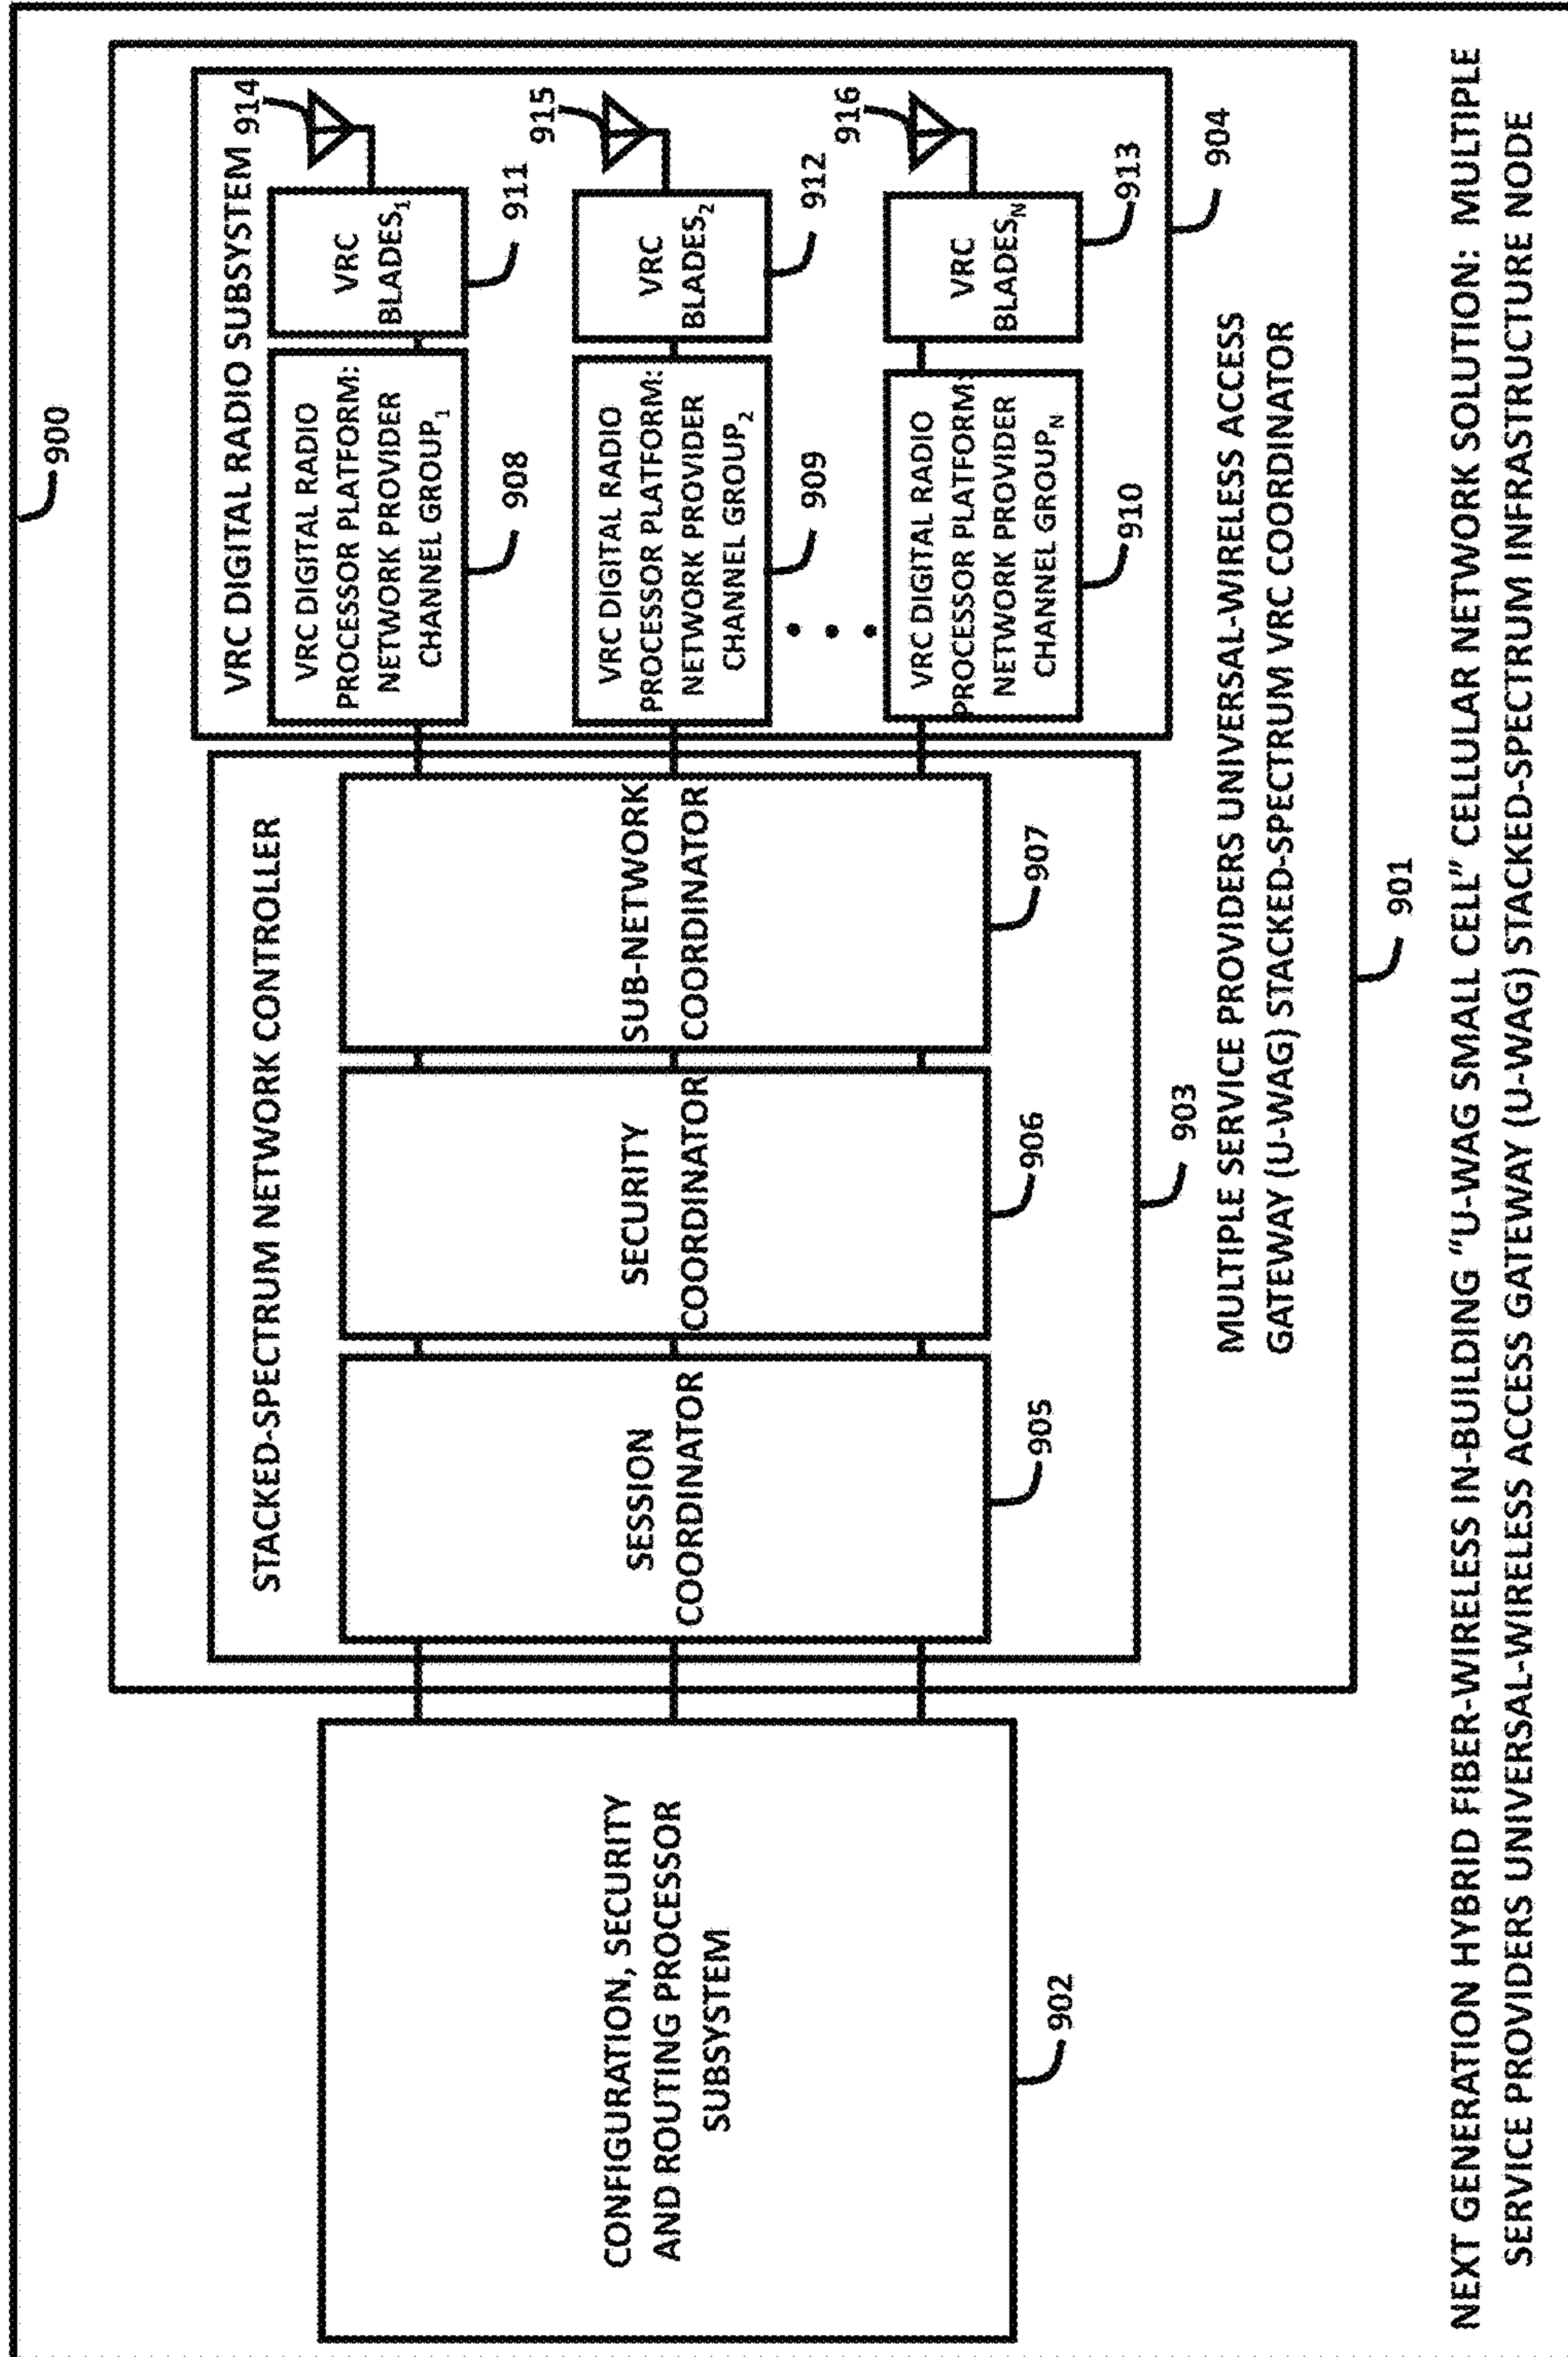 900
VRC DIGITAL RADIO SUBSYSTEM
914
STACKED-SPECTRUM NETWORK CONTROLLER
CONFIGURATION, SECURITY
AND ROUTING PROCESSOR
SUBSYSTEM
902
SESSION
COORDINATOR
905
SECURITY
COORDINATOR
906
SUB-NETWORK
COORDINATOR
907
903
VRC DIGITAL RADIO
PROCESSOR PLATFORM:
NETWORK PROVIDER
CHANNEL GROUP1
908
VRC
BLADES1
911
915
VRC DIGITAL RADIO
PROCESSOR PLATFORM:
NETWORK PROVIDER
CHANNEL GROUP2
909
VRC
BLADES2
912
916
VRC DIGITAL RADIO
PROCESSOR PLATFORM:
NETWORK PROVIDER
CHANNEL GROUPN
910
VRC
BLADESN
913
904
MULTIPLE SERVICE PROVIDERS UNIVERSAL-WIRELESS ACCESS
GATEWAY (U-WAG) STACKED-SPECTRUM VRC COORDINATOR
901
NEXT GENERATION HYBRID FIBER-WIRELESS IN-BUILDING "U-WAG SMALL CELL" CELLULAR NETWORK SOLUTION: MULTIPLE
SERVICE PROVIDERS UNIVERSAL-WIRELESS ACCESS GATEWAY (U-WAG) STACKED-SPECTRUM INFRASTRUCTURE NODE